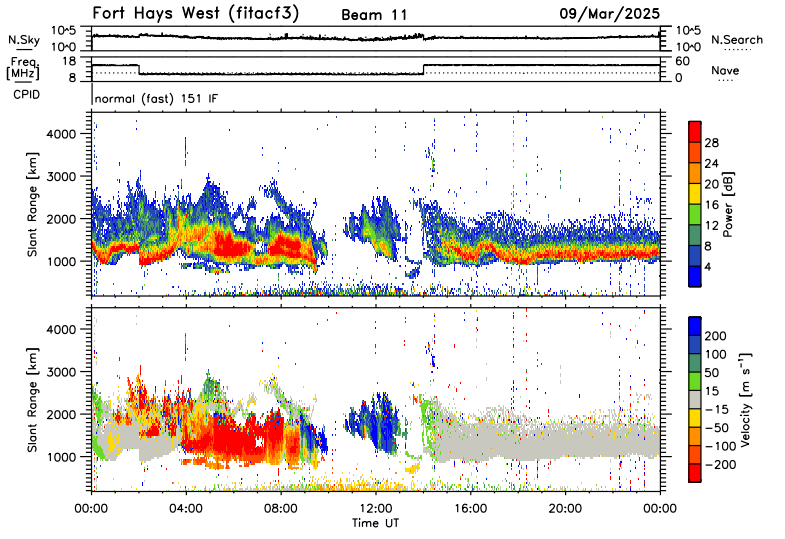 Fort Hays West (fitacf3) Beam 11 09/Mar/2025
N.Sky 10^5 10^0 10^5 10^0 N.Search
Freq. [MHz] 18 8 60 0 Nave
CPID normal (fast) 151 IF
Slant Range [km] 4000 3000 2000 1000
Power [dB] 28 24 20 16 12 8 4
Slant Range [km] 4000 3000 2000 1000
Velocity [m s⁻¹] 200 100 50 15 −15 −50 −100 −200
00:00 04:00 08:00 12:00 16:00 20:00 00:00
Time UT